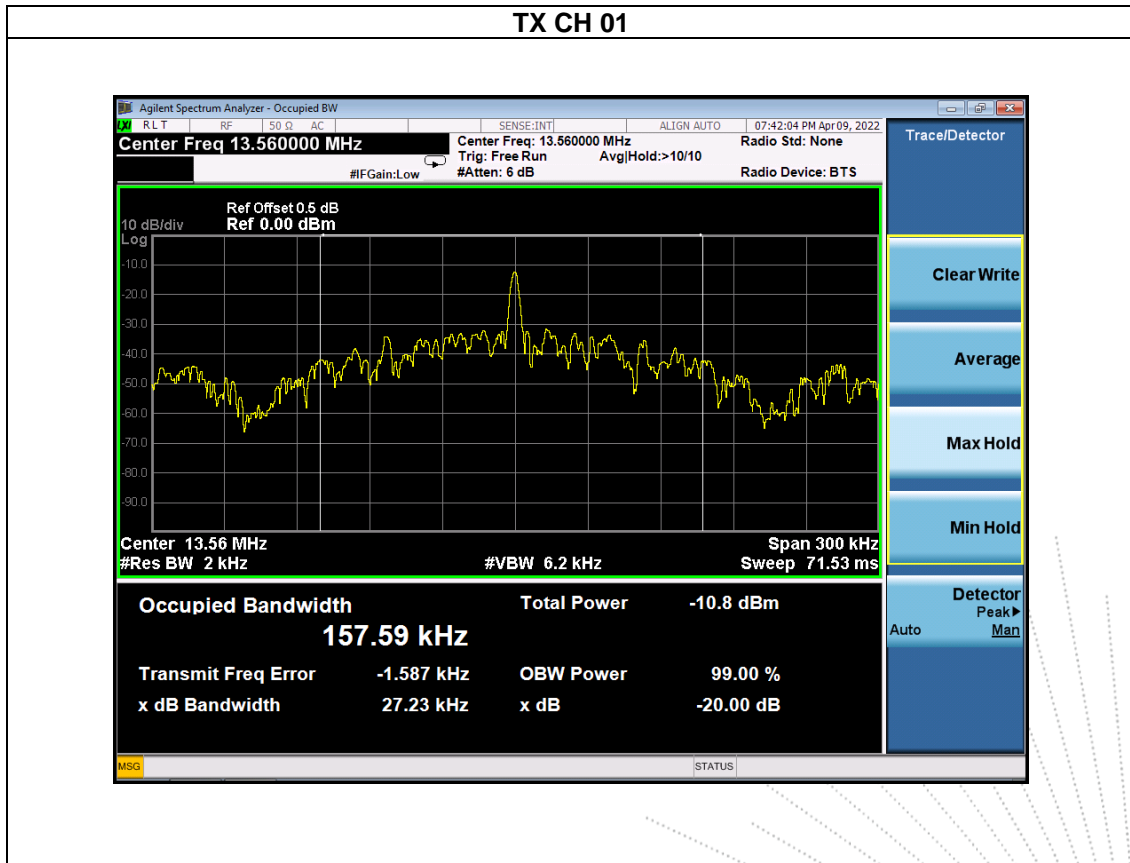 TX CH 01
Agilent Spectrum Analyzer - Occupied BW
LXI RLT RF 50 Ω AC SENSE:INT ALIGN AUTO 07:42:04 PM Apr 09, 2022
Center Freq 13.560000 MHz
Center Freq: 13.560000 MHz Radio Std: None
Trig: Free Run Avg|Hold:>10/10
#IFGain:Low #Atten: 6 dB Radio Device: BTS
Trace/Detector
Ref Offset 0.5 dB
10 dB/div Ref 0.00 dBm
Log
-10.0
-20.0
-30.0
-40.0
-50.0
-60.0
-70.0
-80.0
-90.0
Center 13.56 MHz Span 300 kHz
#Res BW 2 kHz #VBW 6.2 kHz Sweep 71.53 ms
Clear Write
Average
Max Hold
Min Hold
Detector
Peak▶
Auto Man
Occupied Bandwidth Total Power -10.8 dBm
157.59 kHz
Transmit Freq Error -1.587 kHz OBW Power 99.00 %
x dB Bandwidth 27.23 kHz x dB -20.00 dB
MSG STATUS